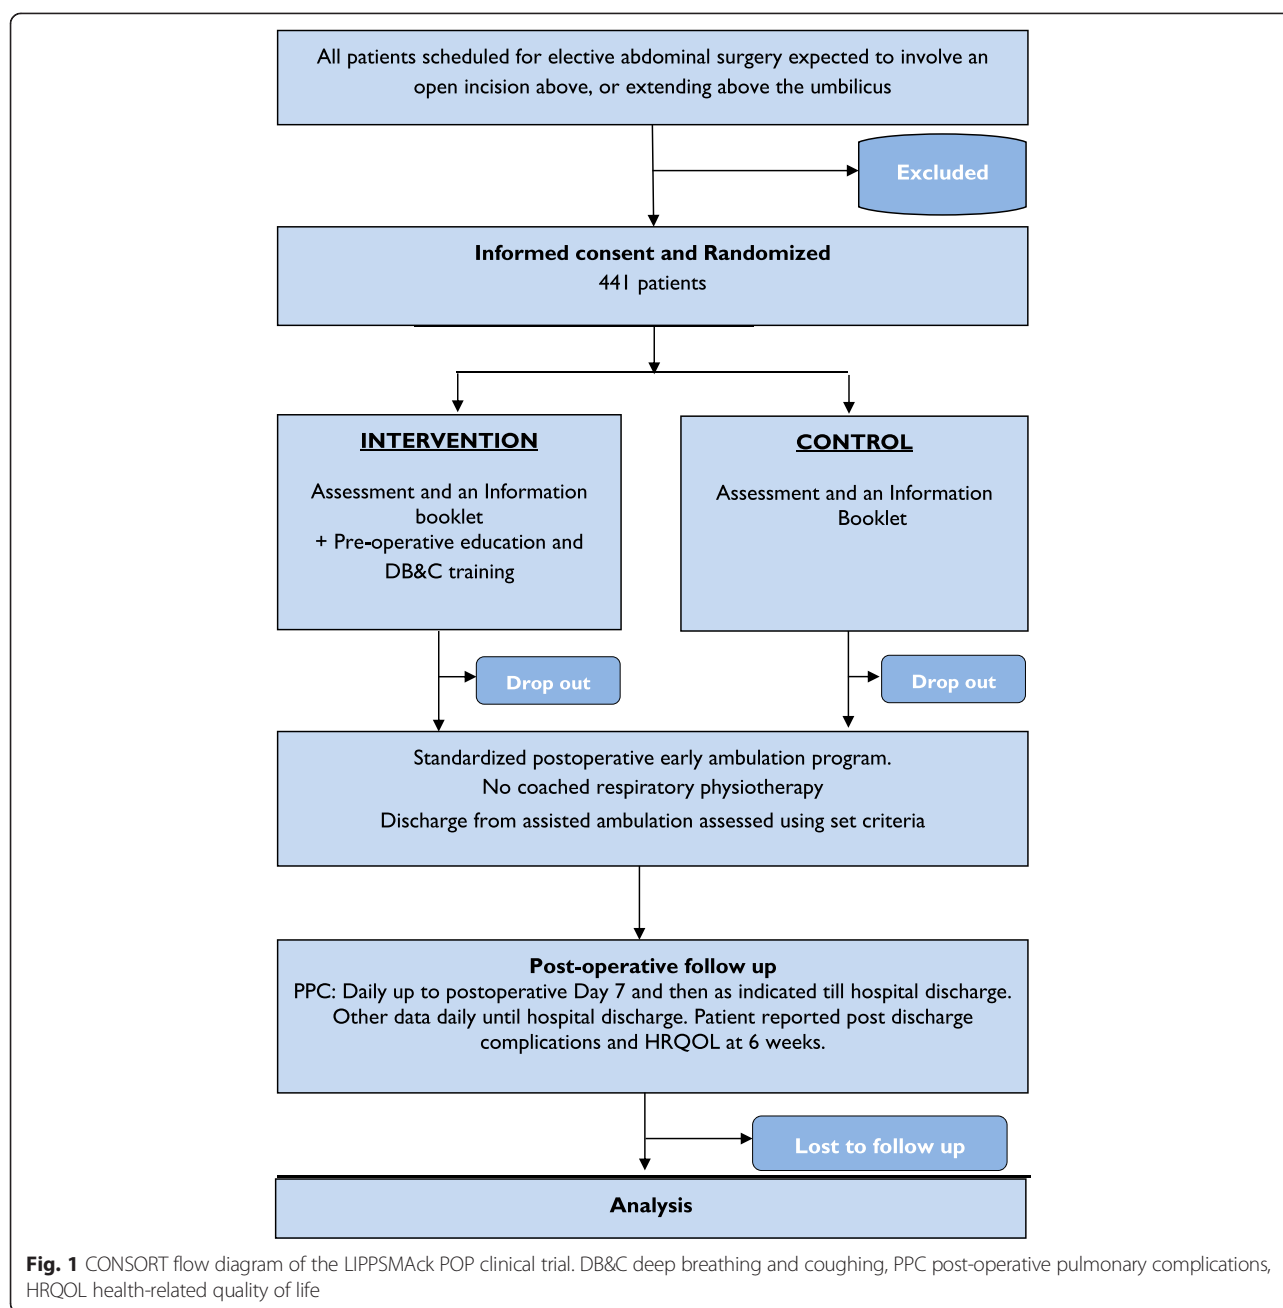 All patients scheduled for elective abdominal surgery expected to involve an
open incision above, or extending above the umbilicus
Excluded
Informed consent and Randomized
441 patients
INTERVENTION
Assessment and an Information
booklet
+ Pre-operative education and
DB&C training
CONTROL
Assessment and an Information
Booklet
Drop out
Drop out
Standardized postoperative early ambulation program.
No coached respiratory physiotherapy
Discharge from assisted ambulation assessed using set criteria
Post-operative follow up
PPC: Daily up to postoperative Day 7 and then as indicated till hospital discharge.
Other data daily until hospital discharge. Patient reported post discharge
complications and HRQOL at 6 weeks.
Lost to follow up
Analysis
Fig. 1 CONSORT flow diagram of the LIPPSMAck POP clinical trial. DB&C deep breathing and coughing, PPC post-operative pulmonary complications,
HRQOL health-related quality of life